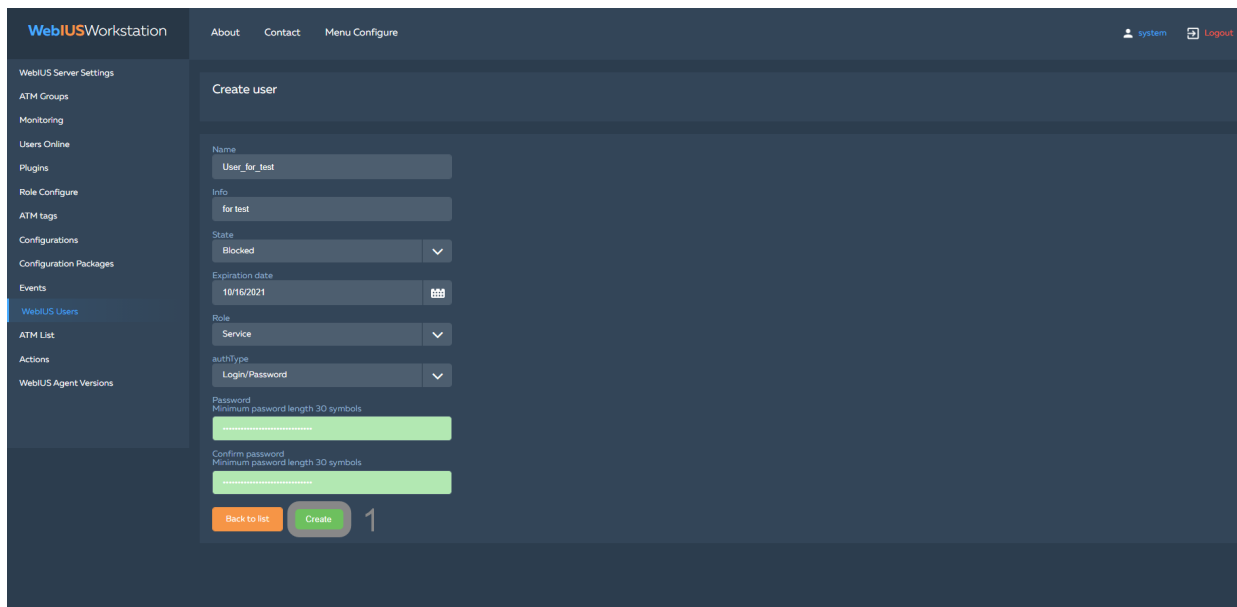 WebIUSWorkstation
About Contact Menu Configure
system Logout
WebIUS Server Settings
ATM Groups
Monitoring
Users Online
Plugins
Role Configure
ATM tags
Configurations
Configuration Packages
Events
WebIUS Users
ATM List
Actions
WebIUS Agent Versions
Create user
Name
User_for_test
Info
for test
State
Blocked
Expiration date
10/16/2021
Role
Service
authType
Login/Password
Password
Minimum pasword length 30 symbols
Confirm password
Minimum pasword length 30 symbols
Back to list Create 1